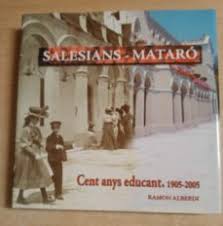 SALESIANS - MATARÓ
Cent anys educant. 1905-2005
RAMON ALBERDI